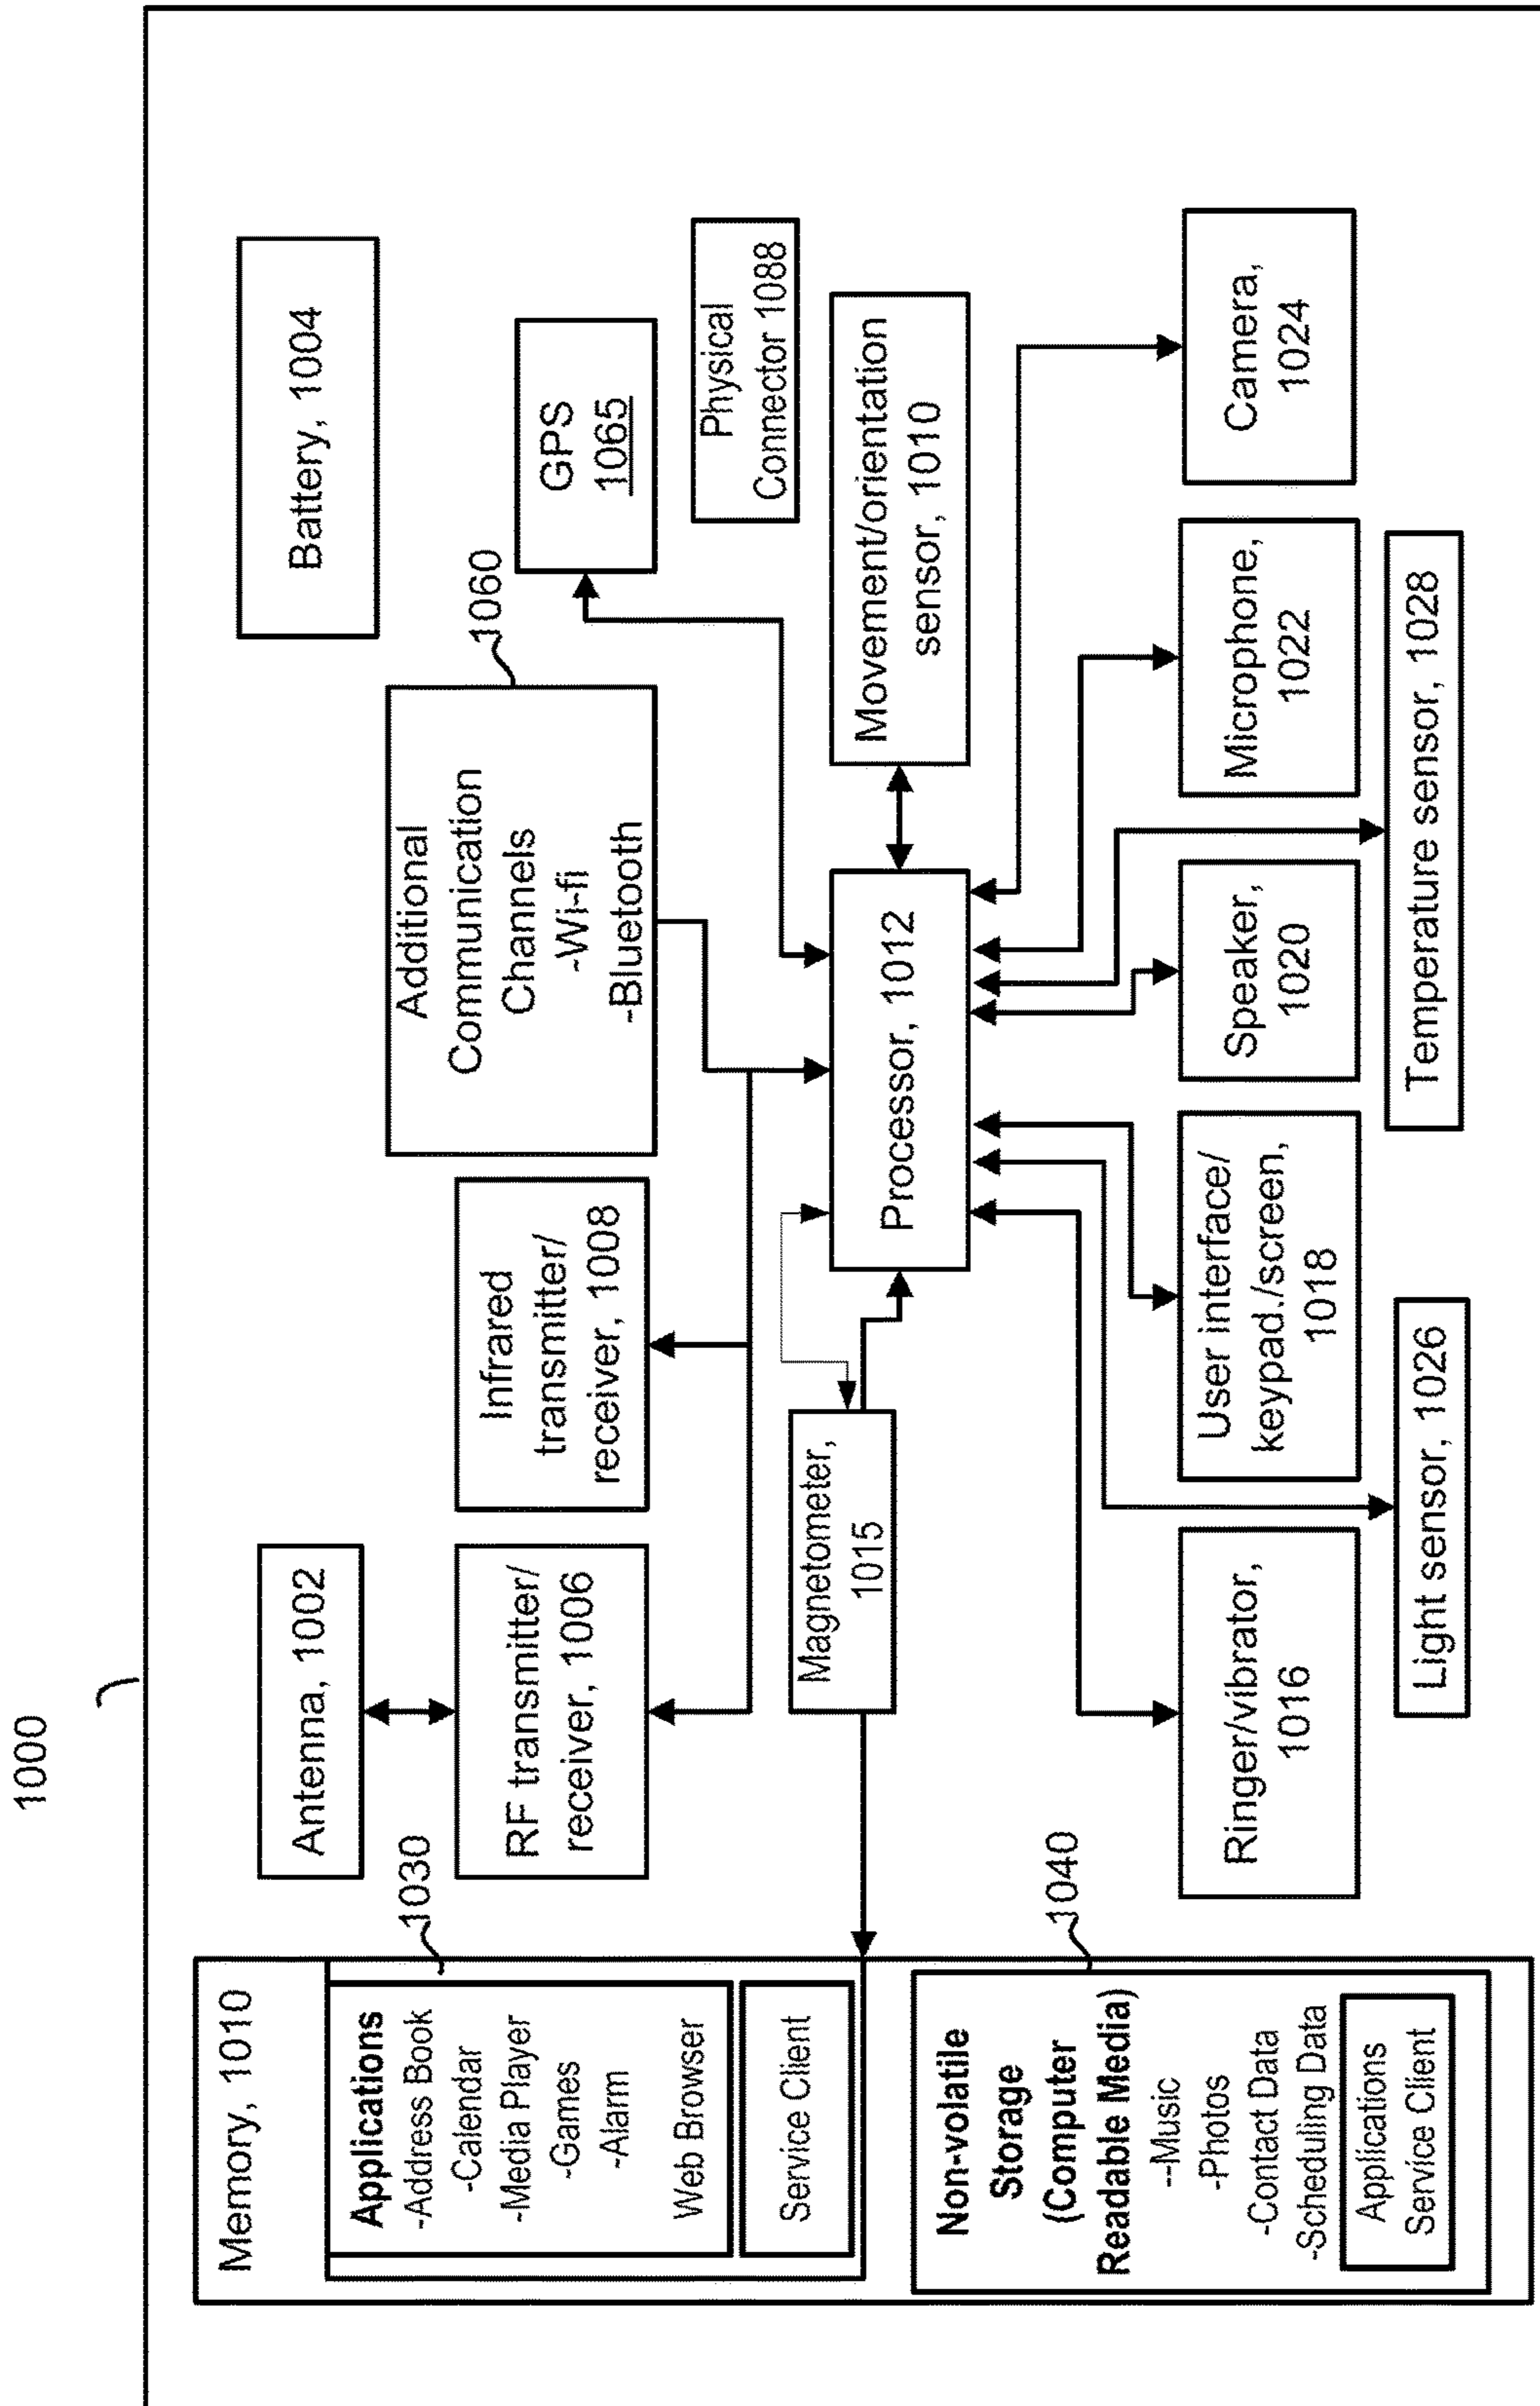 1000
Memory, 1010
Applications
-Address Book
-Calendar
-Media Player
-Games
-Alarm
Web Browser
Service Client
1030
Non-volatile
Storage
(Computer
Readable Media)
--Music
-Photos
-Contact Data
-Scheduling Data
Applications
Service Client
1040
Antenna, 1002
RF transmitter/
receiver, 1006
Infrared
transmitter/
receiver, 1008
Additional
Communication
Channels
-Wi-fi
-Bluetooth
1060
Battery, 1004
GPS
1065
Physical
Connector 1088
Magnetometer,
1015
Processor, 1012
Movement/orientation
sensor, 1010
Ringer/vibrator,
1016
User interface/
keypad./screen,
1018
Speaker,
1020
Microphone,
1022
Camera,
1024
Light sensor, 1026
Temperature sensor, 1028